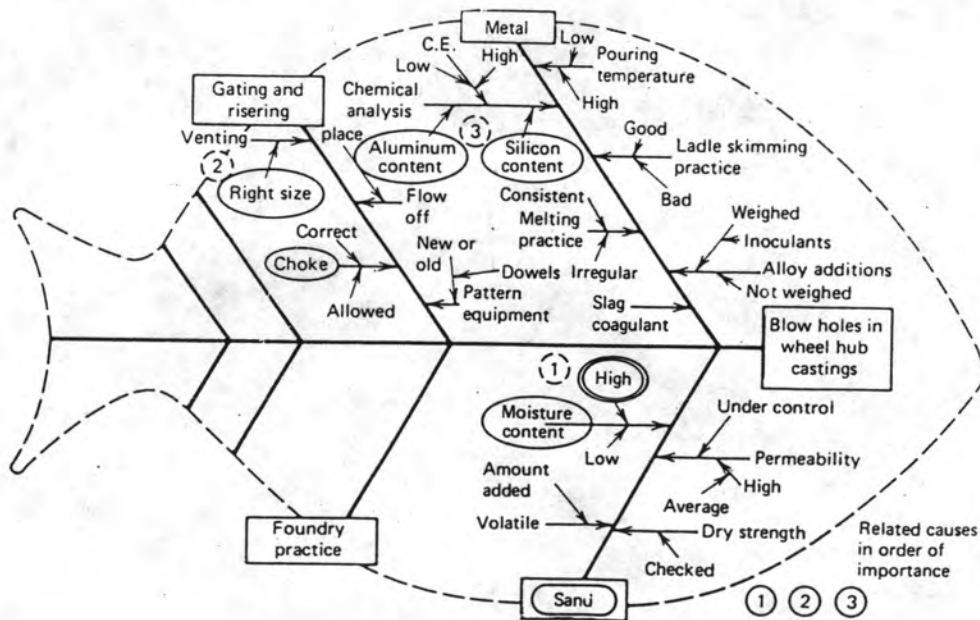 Metal
Low
Pouring
temperature
High
C.E.
High
Low
Chemical
analysis
3
Aluminum
content
Silicon
content
Gating and
risering
Venting
2
Right size
place
Flow
off
Correct
Choke
Allowed
New or
old
Dowels
Pattern
equipment
Good
Ladle skimming
practice
Bad
Consistent
Melting
practice
Irregular
Weighed
Inoculants
Alloy additions
Not weighed
Slag
coagulant
Blow holes in
wheel hub
castings
1
High
Moisture
content
Low
Under control
Permeability
High
Average
Amount
added
Volatile
Dry strength
Checked
Foundry
practice
Sand
Related causes
in order of
importance
1 2 3